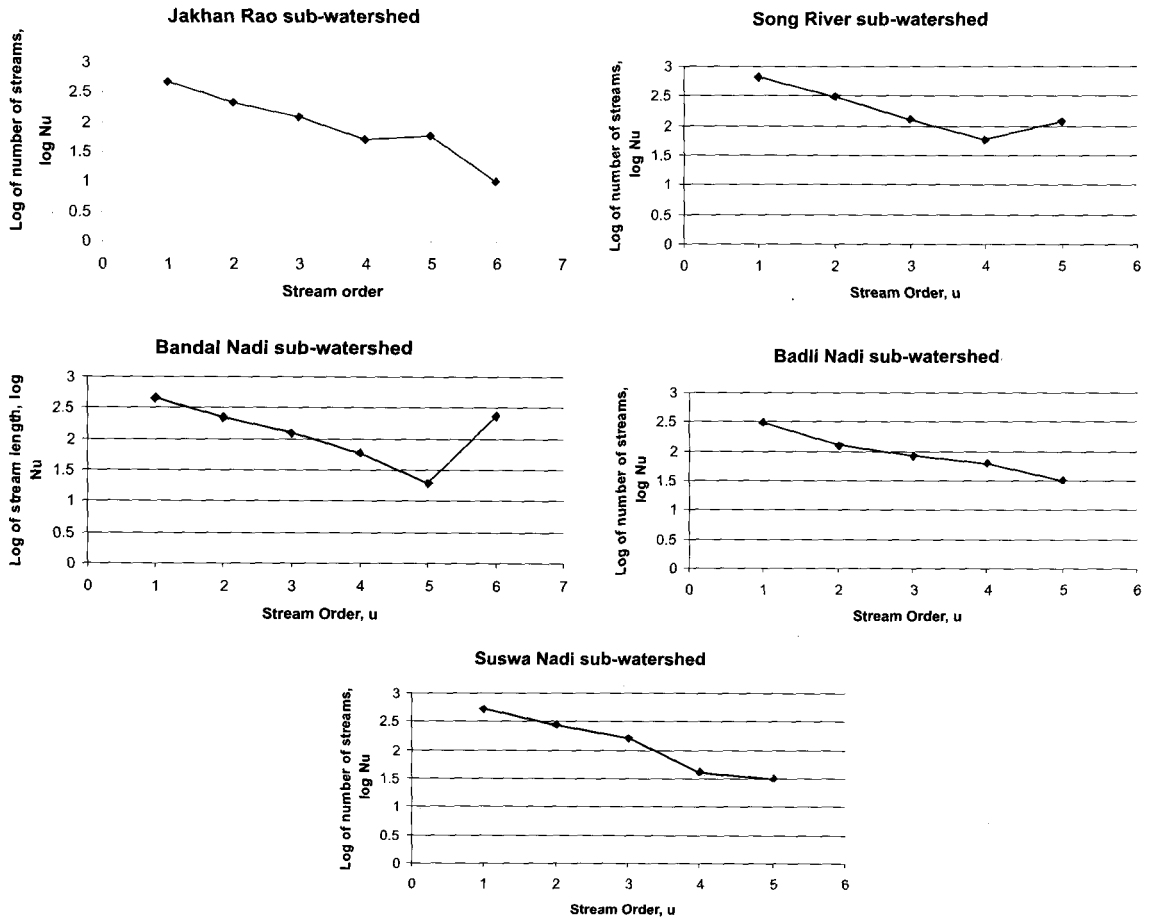 Jakhan Rao sub-watershed
Log of number of streams,
log Nu
3
2.5
2
1.5
1
0.5
0
0 1 2 3 4 5 6 7
Stream order
Song River sub-watershed
Log of number of streams,
log Nu
3
2.5
2
1.5
1
0.5
0
0 1 2 3 4 5 6
Stream Order, u
Bandal Nadi sub-watershed
Log of stream length, log
Nu
3
2.5
2
1.5
1
0.5
0
0 1 2 3 4 5 6 7
Stream Order, u
Badli Nadi sub-watershed
Log of number of streams,
log Nu
3
2.5
2
1.5
1
0.5
0
0 1 2 3 4 5 6
Stream Order, u
Suswa Nadi sub-watershed
Log of number of streams,
log Nu
3
2.5
2
1.5
1
0.5
0
0 1 2 3 4 5 6
Stream Order, u